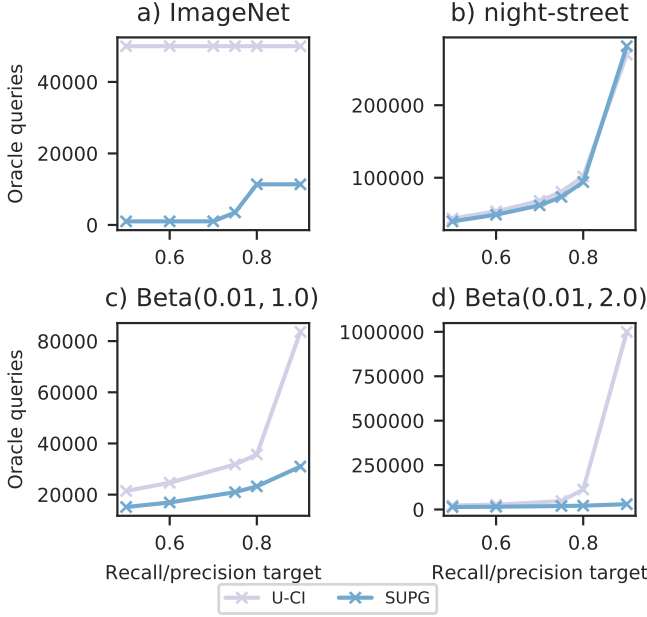 a) ImageNet
b) night-street
Oracle queries
40000
20000
0
0.6
0.8
200000
100000
0.6
0.8
c) Beta(0.01, 1.0)
d) Beta(0.01, 2.0)
Oracle queries
80000
60000
40000
20000
0.6
0.8
1000000
750000
500000
250000
0
0.6
0.8
Recall/precision target
Recall/precision target
U-CI
SUPG